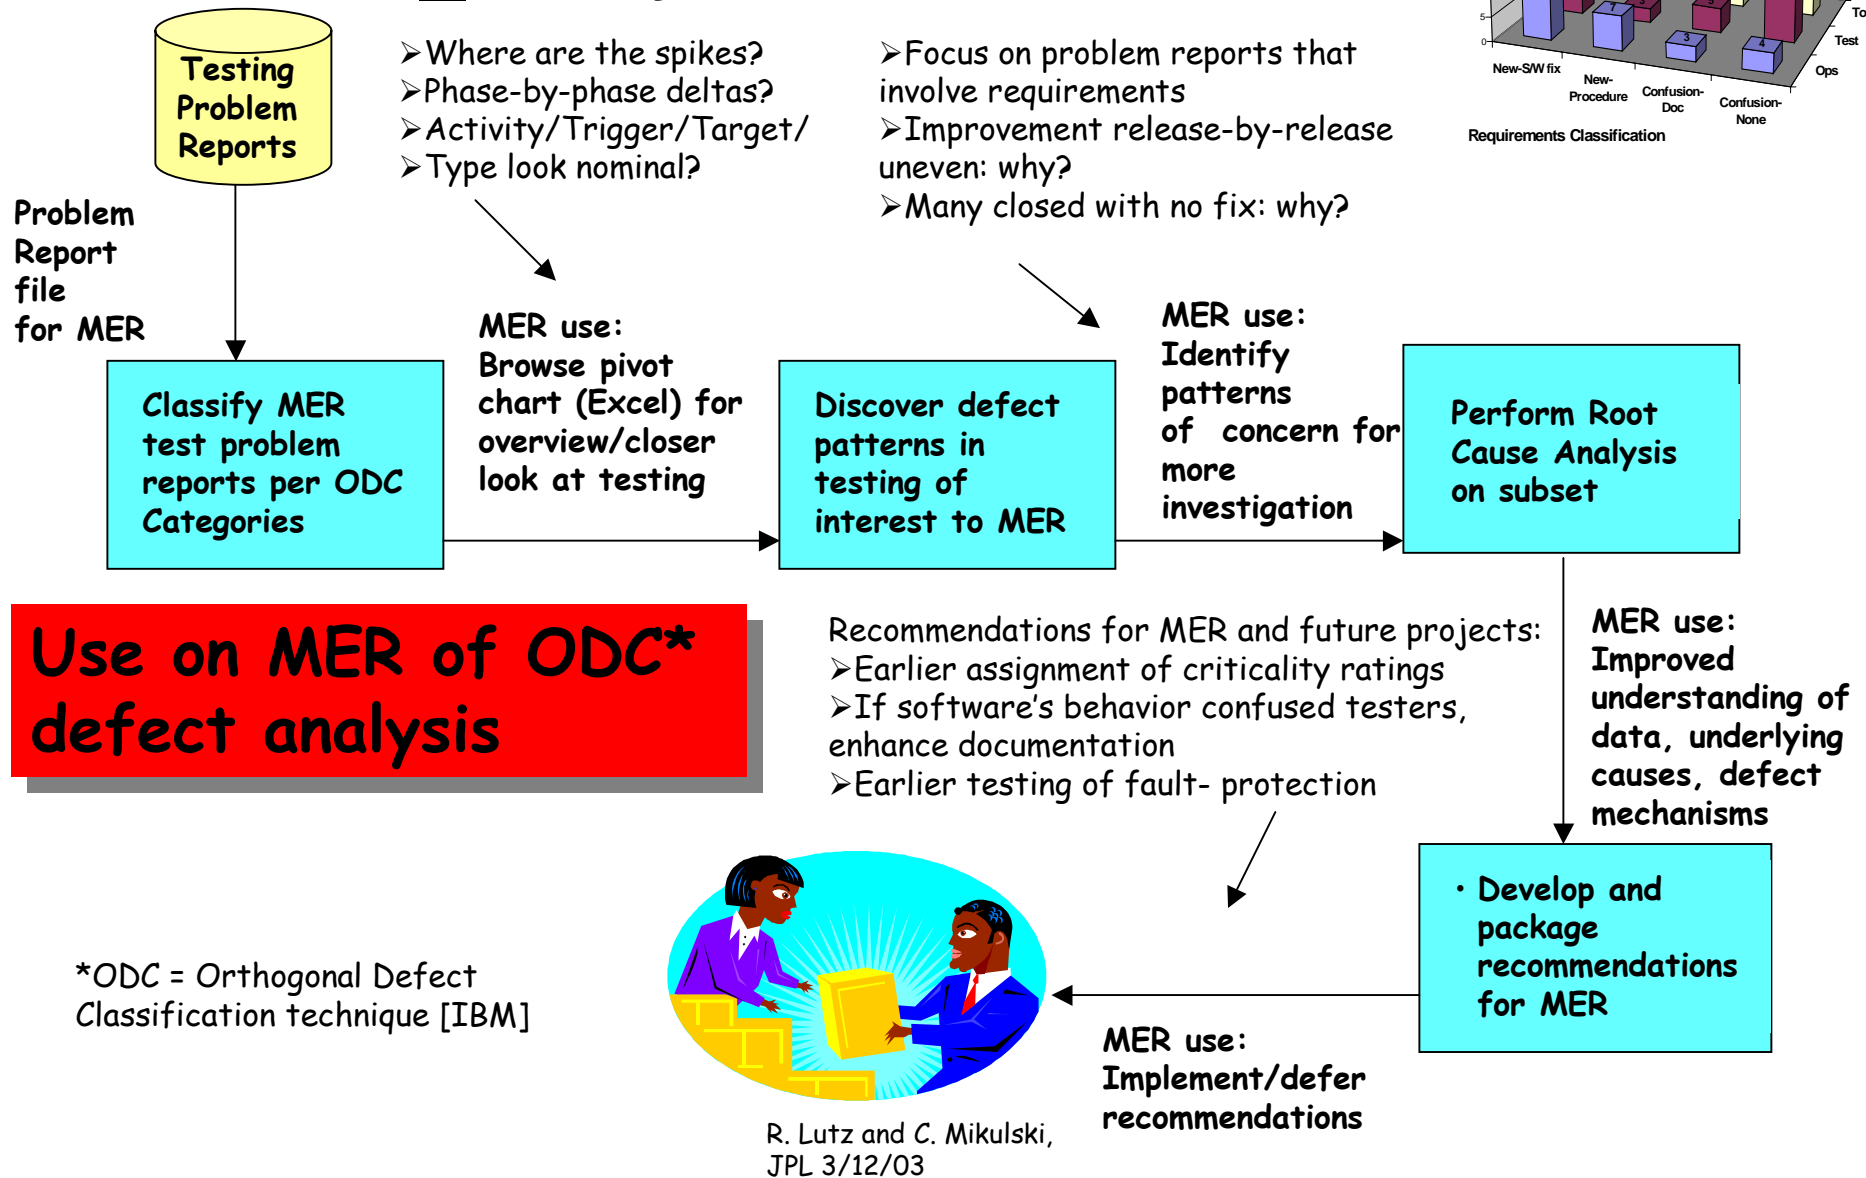 Testing
Problem
Reports
➢Where are the spikes?
➢Phase-by-phase deltas?
➢Activity/Trigger/Target/
➢Type look nominal?
➢Focus on problem reports that
involve requirements
➢Improvement release-by-release
uneven: why?
➢Many closed with no fix: why?
5
0
7
3
5
3
4
To
Test
Ops
New-S/W fix
New-
Procedure
Confusion-
Doc
Confusion-
None
Requirements Classification
Problem
Report
file
for MER
MER use:
Browse pivot
chart (Excel) for
overview/closer
look at testing
MER use:
Identify
patterns
of concern for
more
investigation
Classify MER
test problem
reports per ODC
Categories
Discover defect
patterns in
testing of
interest to MER
Perform Root
Cause Analysis
on subset
Use on MER of ODC*
defect analysis
Recommendations for MER and future projects:
➢Earlier assignment of criticality ratings
➢If software's behavior confused testers,
enhance documentation
➢Earlier testing of fault- protection
MER use:
Improved
understanding of
data, underlying
causes, defect
mechanisms
• Develop and
package
recommendations
for MER
*ODC = Orthogonal Defect
Classification technique [IBM]
MER use:
Implement/defer
recommendations
R. Lutz and C. Mikulski,
JPL 3/12/03